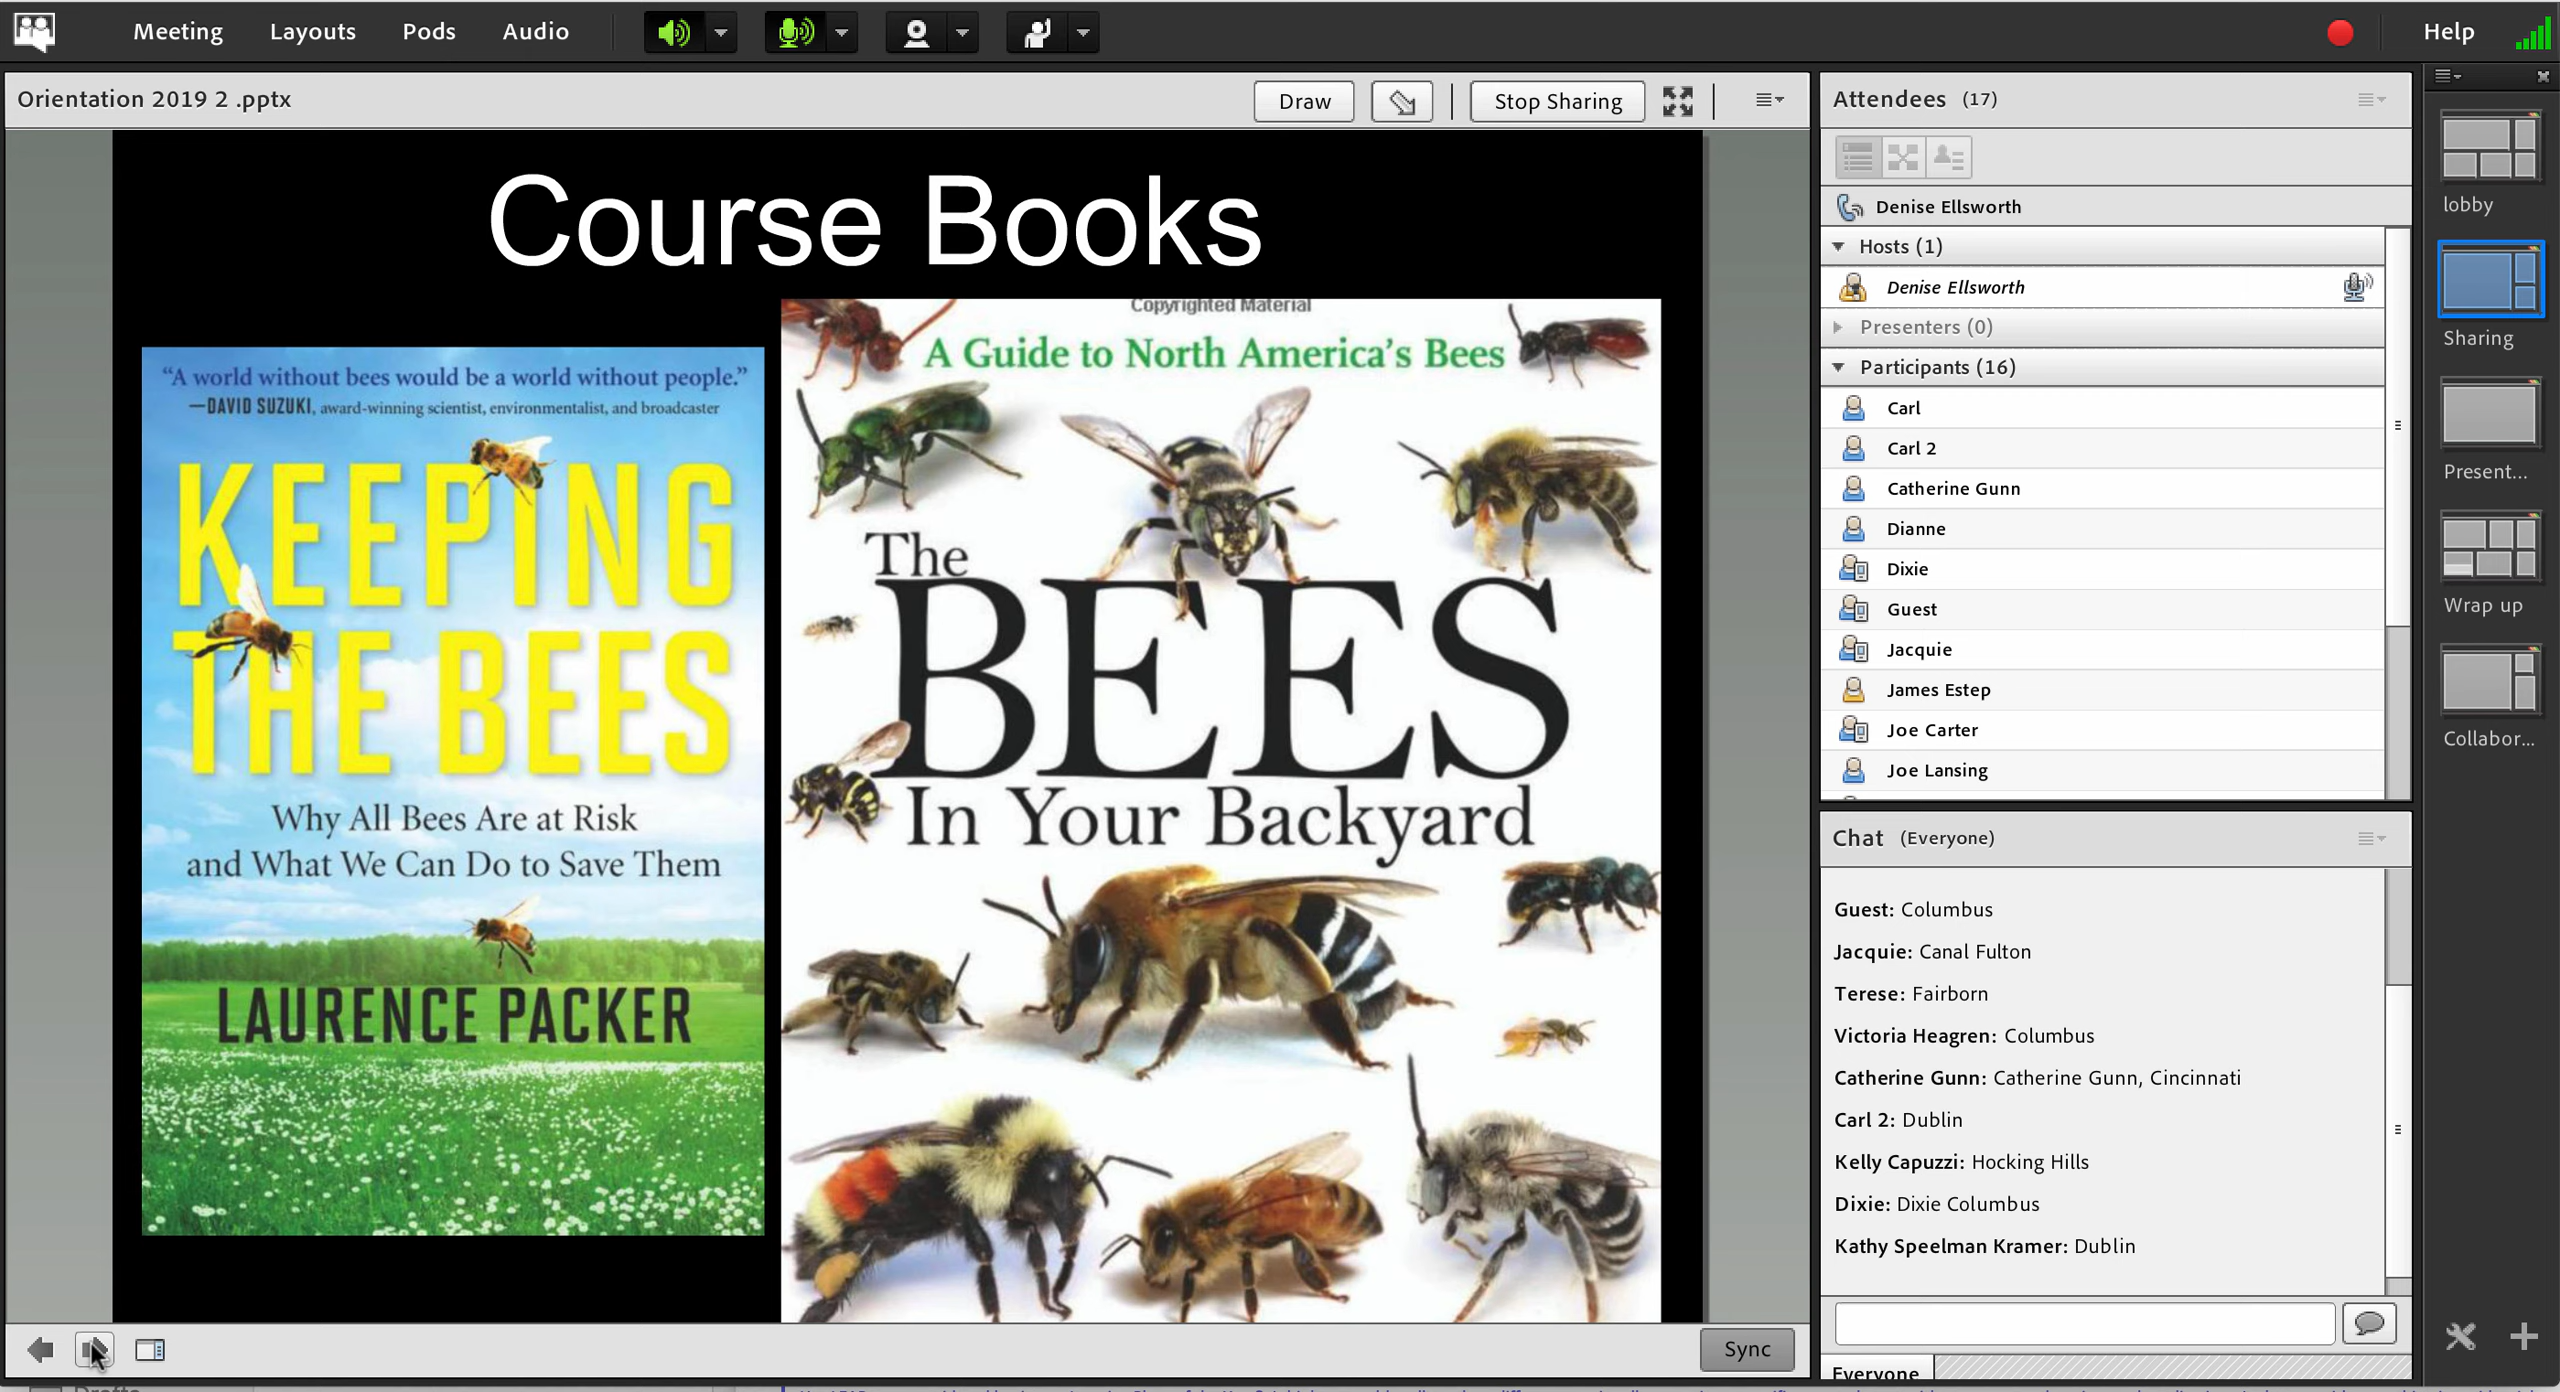 Meeting
Layouts
Pods
Audio
Help
Orientation 2019 2 .pptx
Draw
Stop Sharing
Course Books
“A world without bees would be a world without people.”
—DAVID SUZUKI, award-winning scientist, environmentalist, and broadcaster
KEEPING
THE BEES
Why All Bees Are at Risk
and What We Can Do to Save Them
LAURENCE PACKER
Copyrighted Material
A Guide to North America’s Bees
The
BEES
In Your Backyard
Sync
Attendees (17)
Denise Ellsworth
Hosts (1)
Denise Ellsworth
Presenters (0)
Participants (16)
Carl
Carl 2
Catherine Gunn
Dianne
Dixie
Guest
Jacquie
James Estep
Joe Carter
Joe Lansing
Chat (Everyone)
Guest: Columbus
Jacquie: Canal Fulton
Terese: Fairborn
Victoria Heagren: Columbus
Catherine Gunn: Catherine Gunn, Cincinnati
Carl 2: Dublin
Kelly Capuzzi: Hocking Hills
Dixie: Dixie Columbus
Kathy Speelman Kramer: Dublin
Everyone
lobby
Sharing
Present...
Wrap up
Collabor...
Drafts